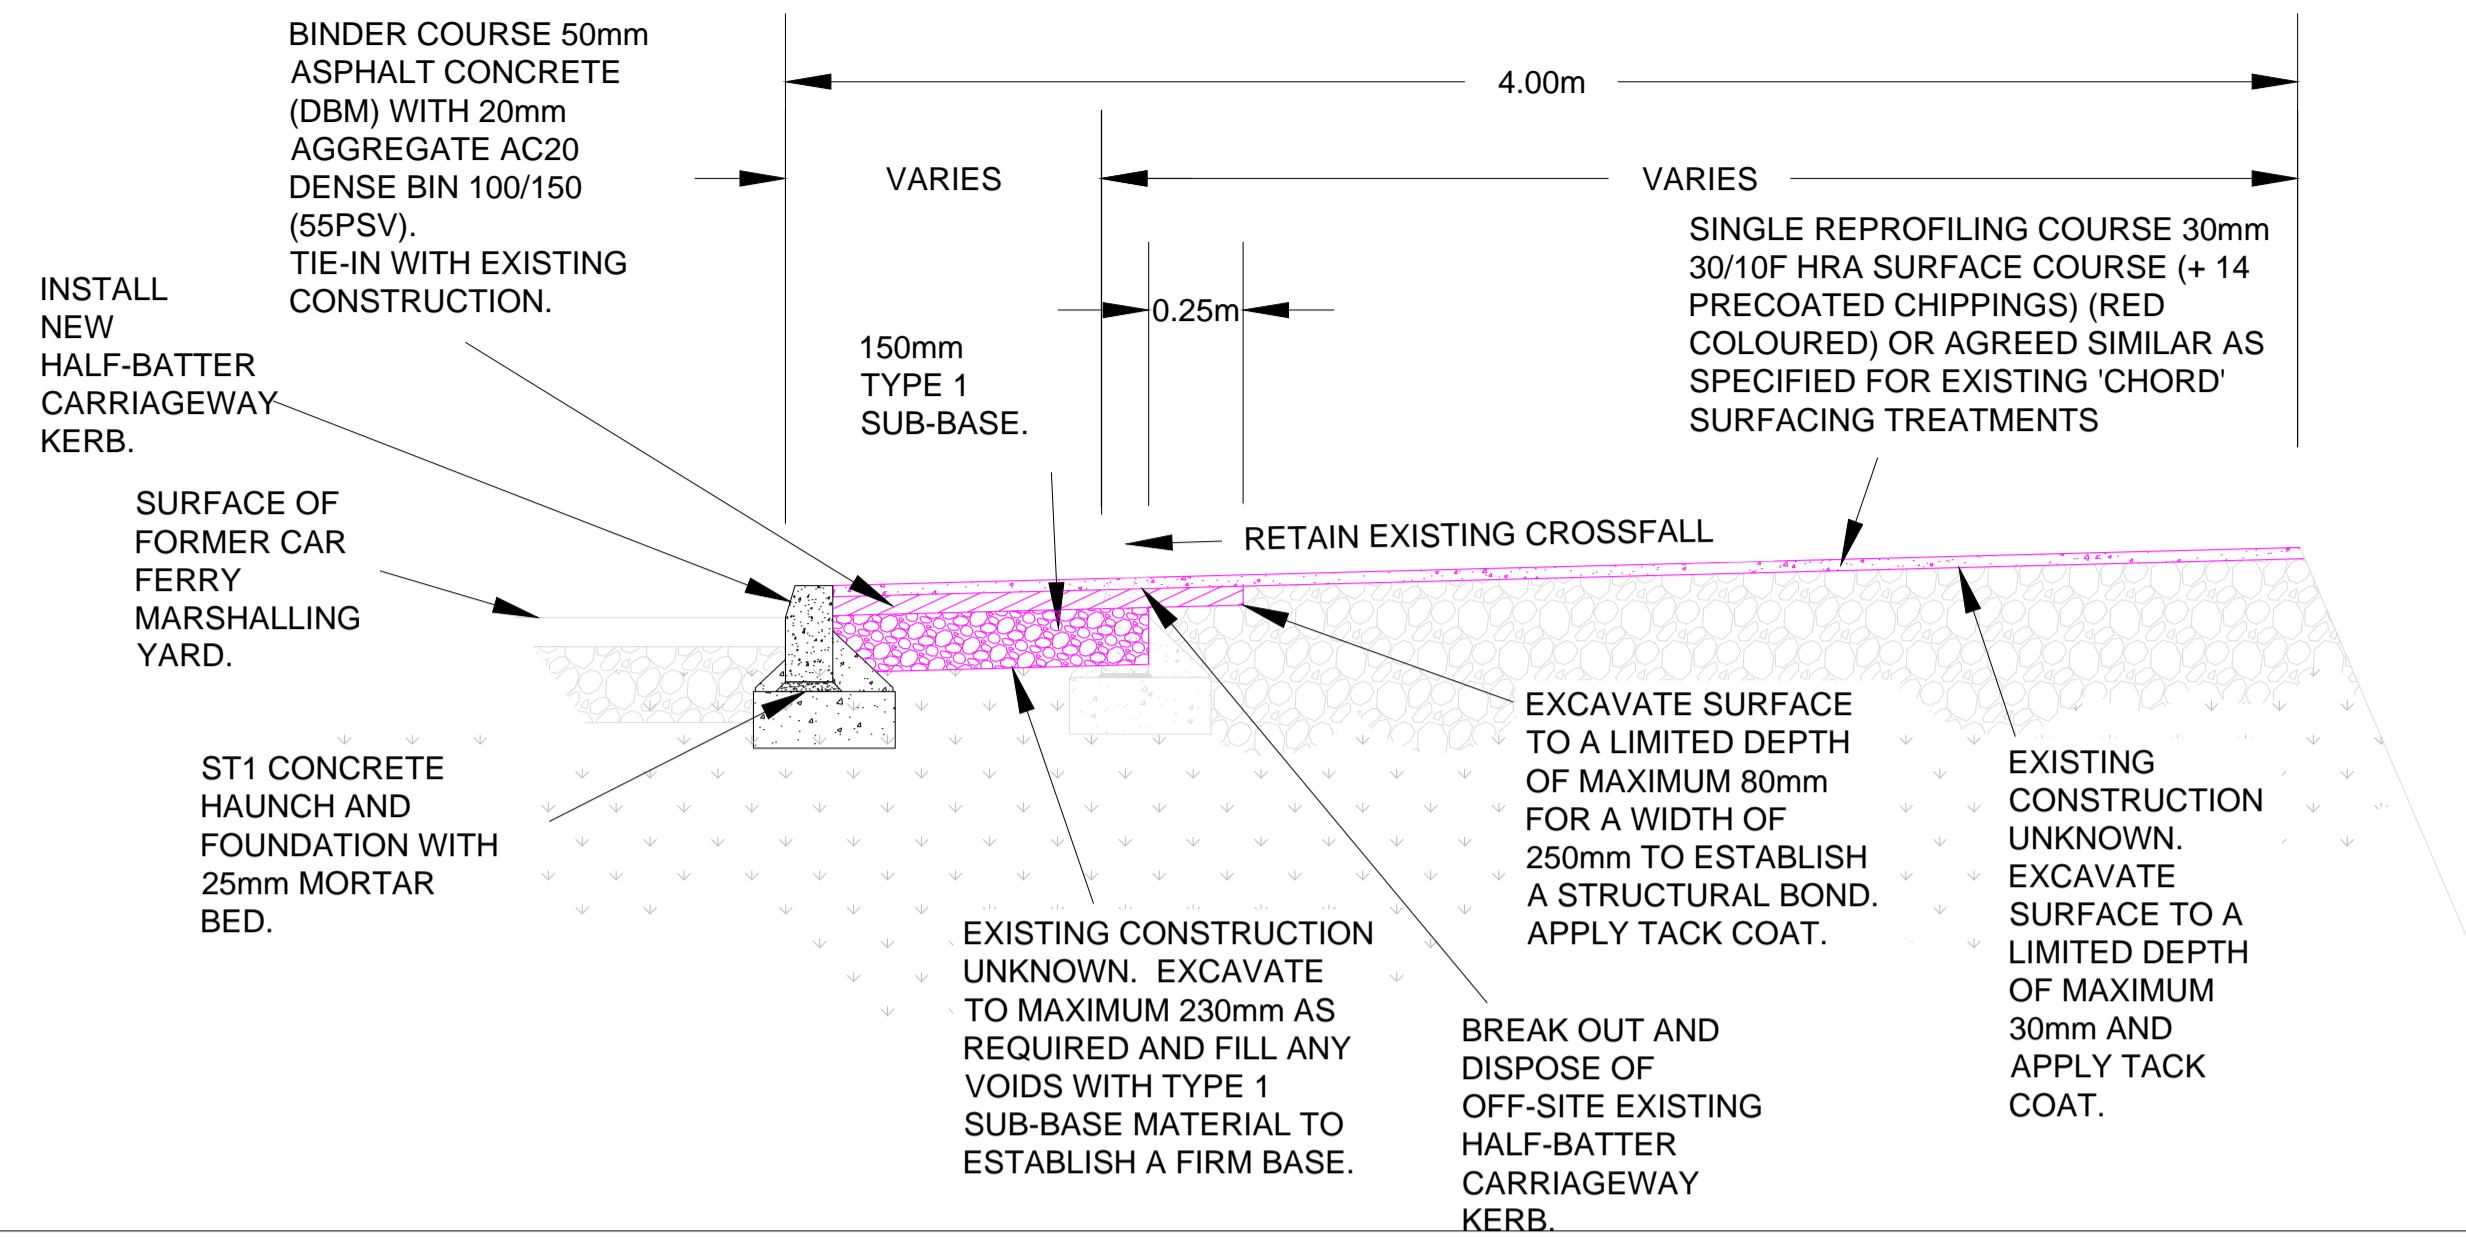 BINDER COURSE 50mm
ASPHALT CONCRETE
(DBM) WITH 20mm
AGGREGATE AC20
DENSE BIN 100/150
(55PSV).
TIE-IN WITH EXISTING
CONSTRUCTION.
4.00m
VARIES
VARIES
SINGLE REPROFILING COURSE 30mm
30/10F HRA SURFACE COURSE (+ 14
PRECOATED CHIPPINGS) (RED
COLOURED) OR AGREED SIMILAR AS
SPECIFIED FOR EXISTING 'CHORD'
SURFACING TREATMENTS
INSTALL
NEW
HALF-BATTER
CARRIAGEWAY
KERB.
0.25m
150mm
TYPE 1
SUB-BASE.
SURFACE OF
FORMER CAR
FERRY
MARSHALLING
YARD.
RETAIN EXISTING CROSSFALL
ST1 CONCRETE
HAUNCH AND
FOUNDATION WITH
25mm MORTAR
BED.
EXISTING CONSTRUCTION
UNKNOWN. EXCAVATE
TO MAXIMUM 230mm AS
REQUIRED AND FILL ANY
VOIDS WITH TYPE 1
SUB-BASE MATERIAL TO
ESTABLISH A FIRM BASE.
EXCAVATE SURFACE
TO A LIMITED DEPTH
OF MAXIMUM 80mm
FOR A WIDTH OF
250mm TO ESTABLISH
A STRUCTURAL BOND.
APPLY TACK COAT.
BREAK OUT AND
DISPOSE OF
OFF-SITE EXISTING
HALF-BATTER
CARRIAGEWAY
KERB.
EXISTING
CONSTRUCTION
UNKNOWN.
EXCAVATE
SURFACE TO A
LIMITED DEPTH
OF MAXIMUM
30mm AND
APPLY TACK
COAT.